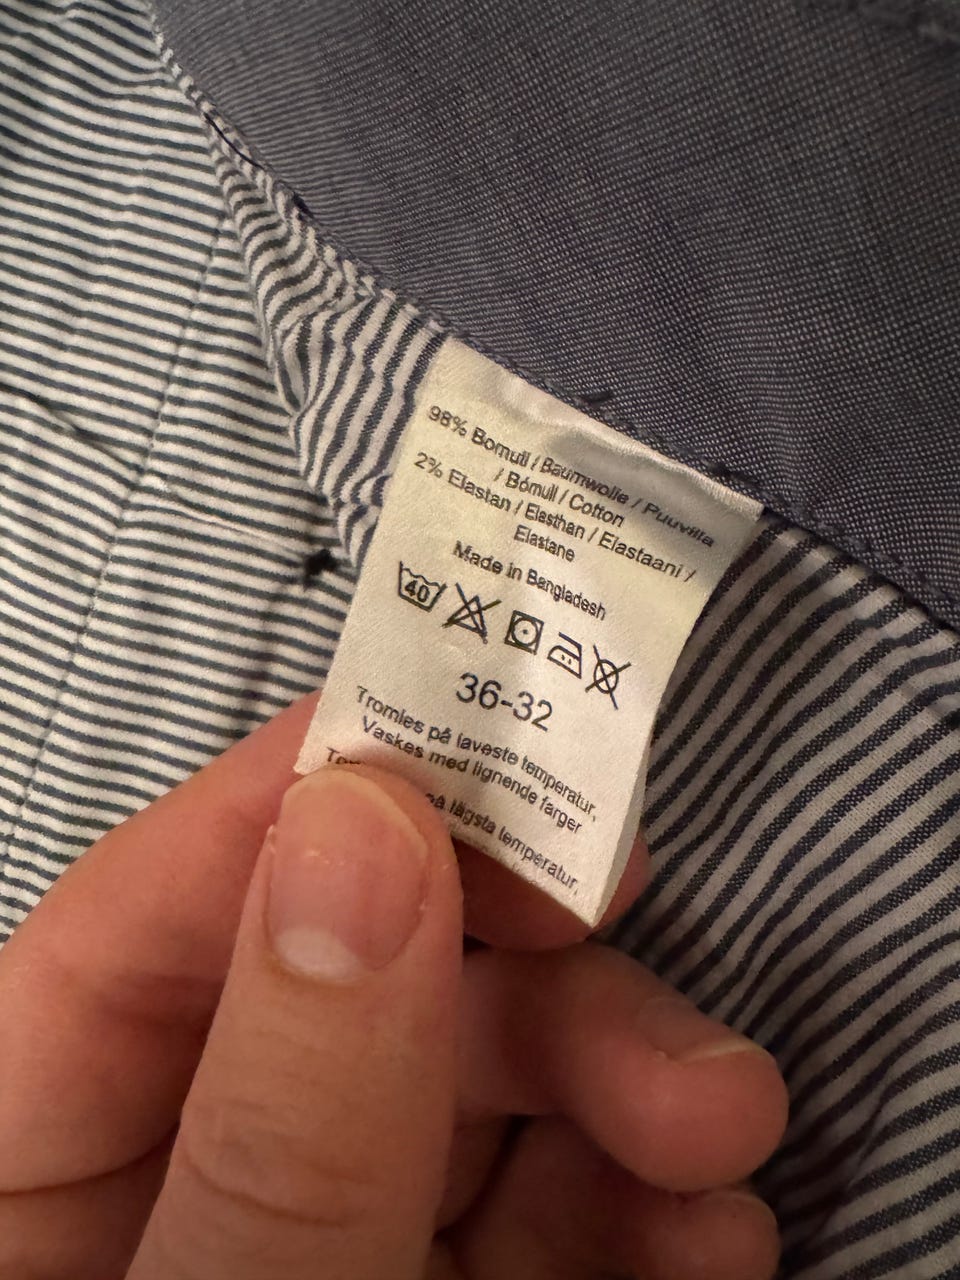 98% Bomull / Baumwolle / Puuvilla
/ Bómull / Cotton
2% Elastan / Elasthan / Elastaani /
Elastane
Made in Bangladesh
40
36-32
Tromles på laveste temperatur,
Vaskes med lignende farger
på lägsta temperatur,